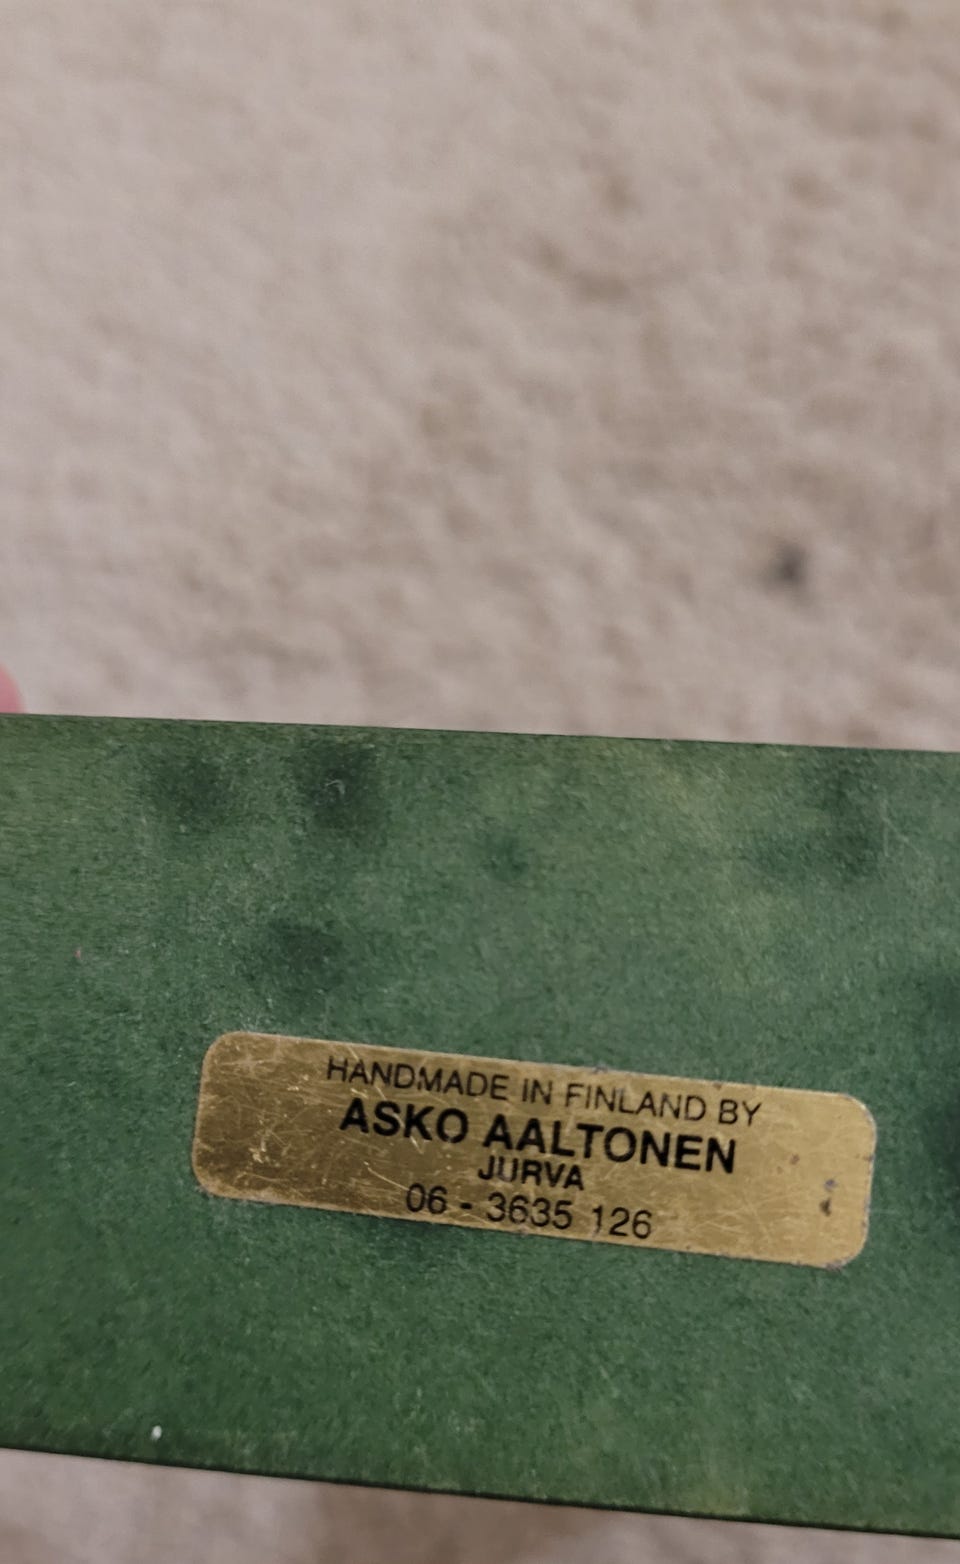 HANDMADE IN FINLAND BY
ASKO AALTONEN
JURVA
06 - 3635 126